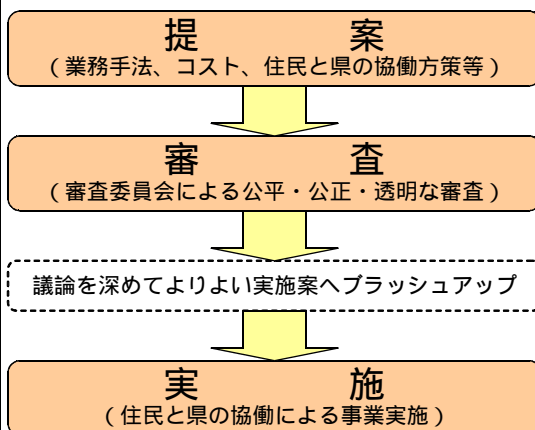 提　　　案
（業務手法、コスト、住民と県の協働方策等）
審　　　査
（審査委員会による公平・公正・透明な審査）
議論を深めてよりよい実施案へブラッシュアップ
実　　　施
（住民と県の協働による事業実施）